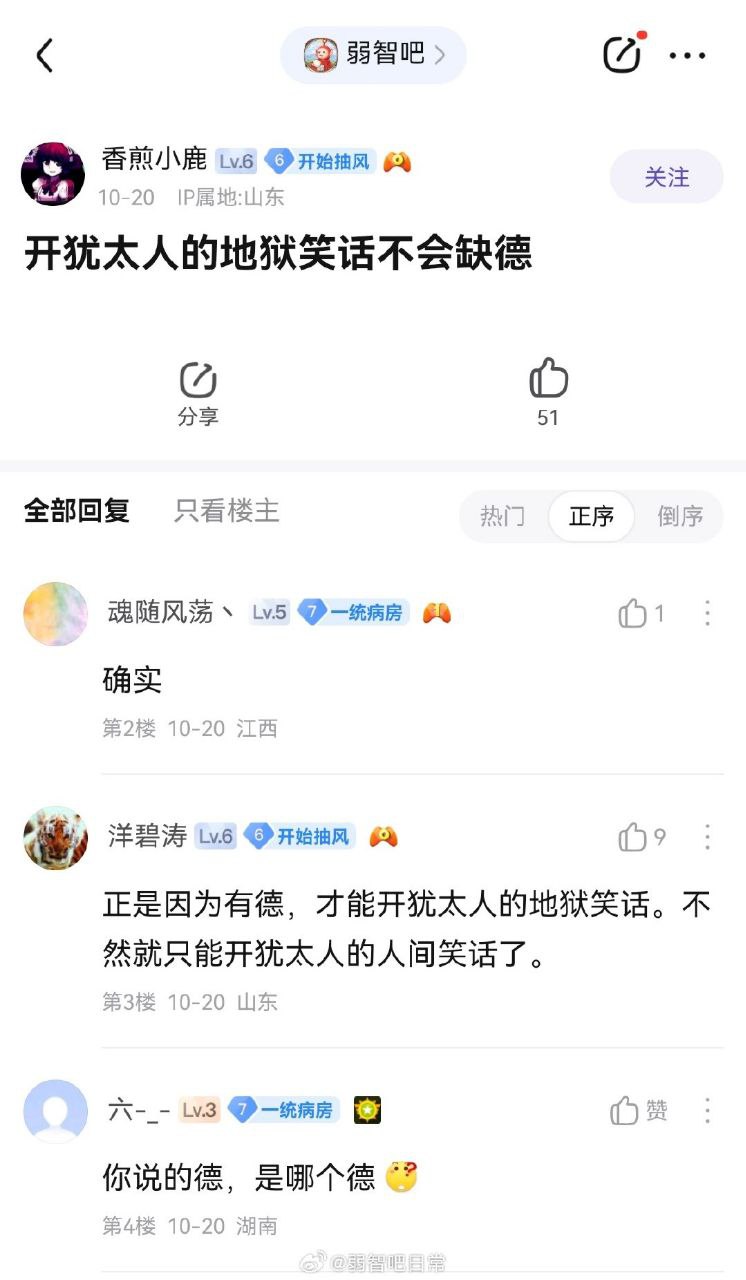 弱智吧
香煎小鹿 Lv.6 6 开始抽风
10-20 IP属地:山东
关注
开犹太人的地狱笑话不会缺德
分享
51
全部回复 只看楼主 热门 正序 倒序
魂随风荡丶 Lv.5 7 一统病房 1
确实
第2楼 10-20 江西
洋碧涛 Lv.6 6 开始抽风 9
正是因为有德，才能开犹太人的地狱笑话。不
然就只能开犹太人的人间笑话了。
第3楼 10-20 山东
六-_- Lv.3 7 一统病房 赞
你说的德，是哪个德
第4楼 10-20 湖南
@弱智吧日常